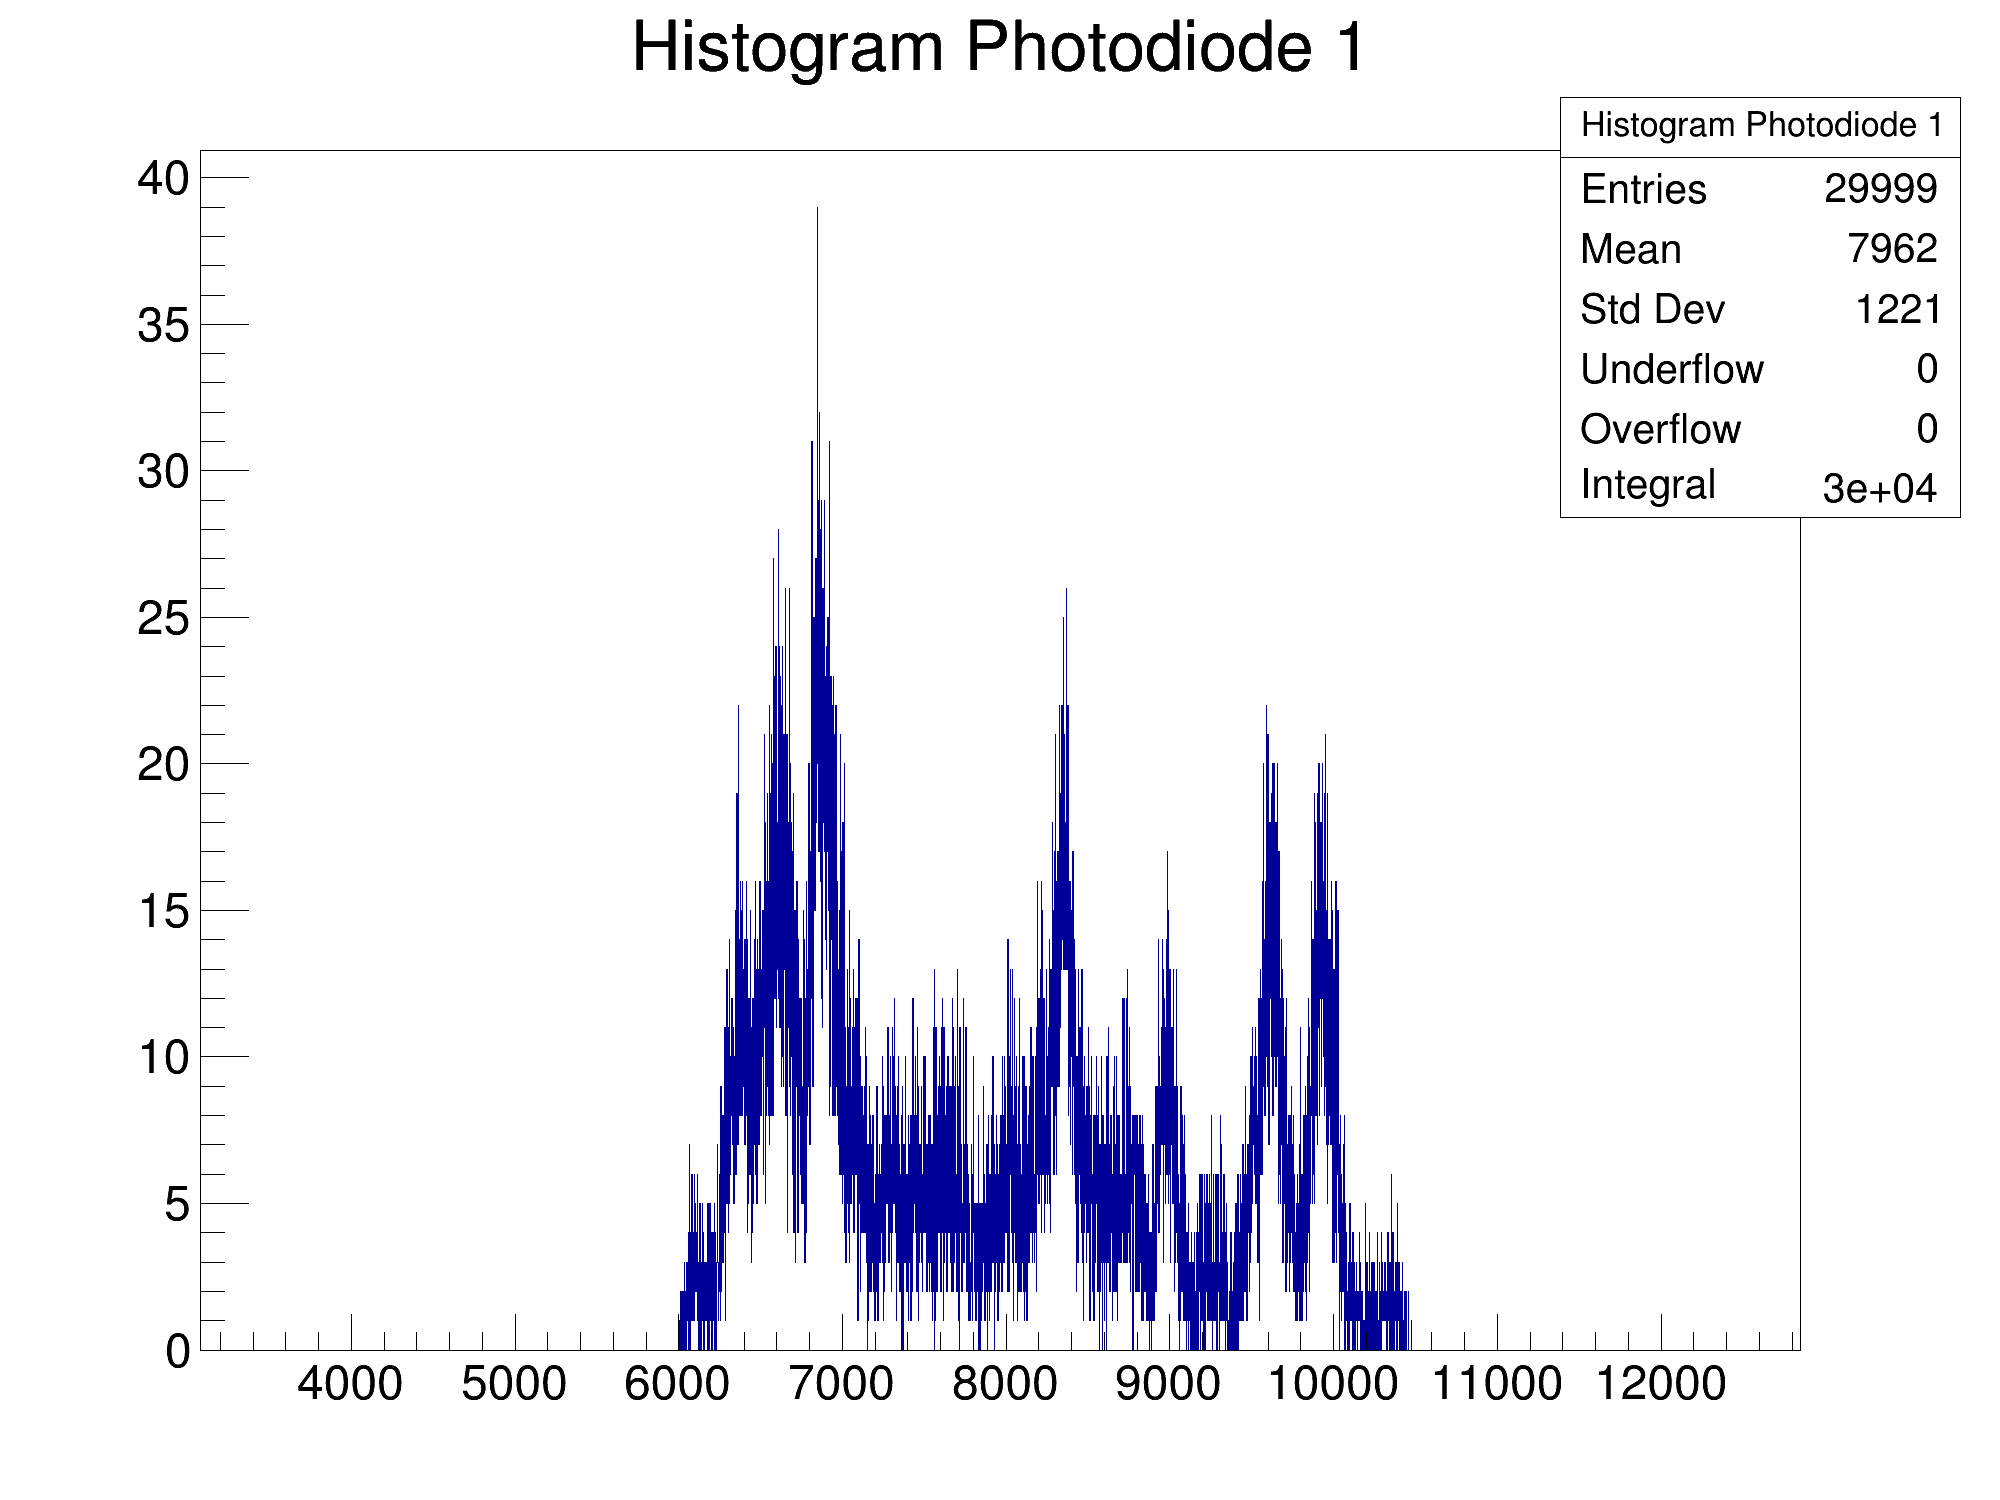 Histogram Photodiode 1
Histogram Photodiode 1
Entries 29999
Mean 7962
Std Dev 1221
Underflow 0
Overflow 0
Integral 3e+04
40
35
30
25
20
15
10
5
0
4000 5000 6000 7000 8000 9000 10000 11000 12000